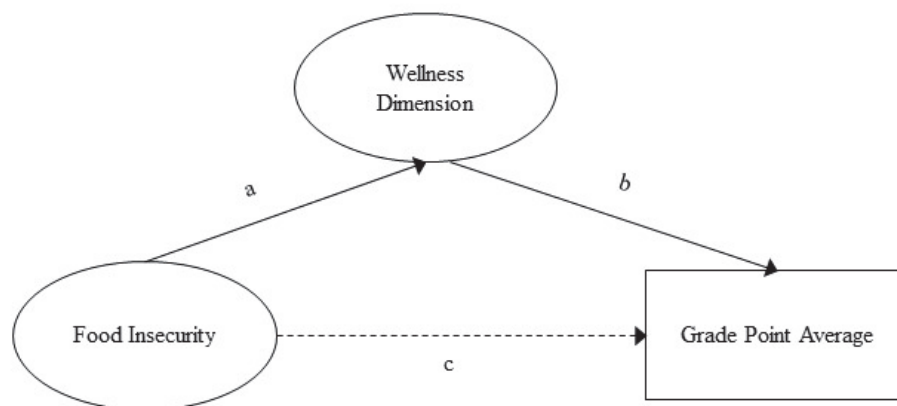 Wellness
Dimension
a
b
Food Insecurity
Grade Point Average
c